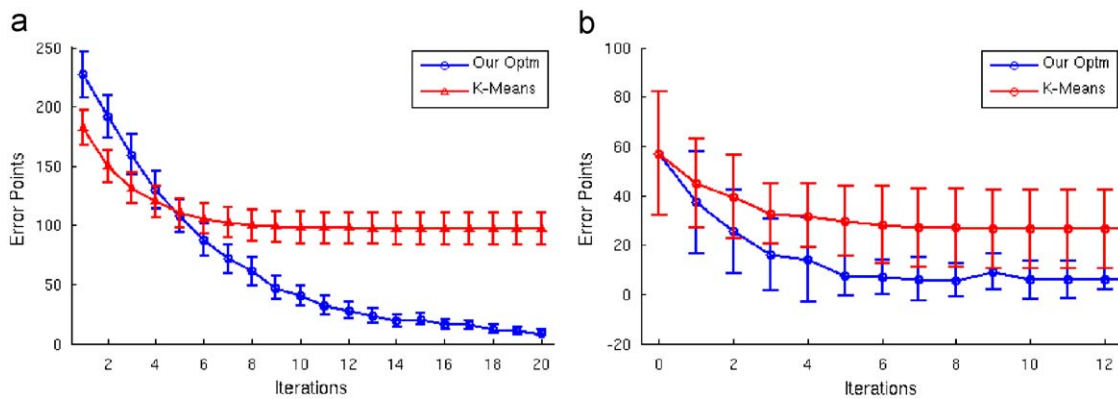 a
250
200
150
100
50
0
Error Points
2 4 6 8 10 12 14 16 18 20
Iterations
Our Optm
K-Means
b
100
80
60
40
20
0
-20
Error Points
0 2 4 6 8 10 12
Iterations
Our Optm
K-Means